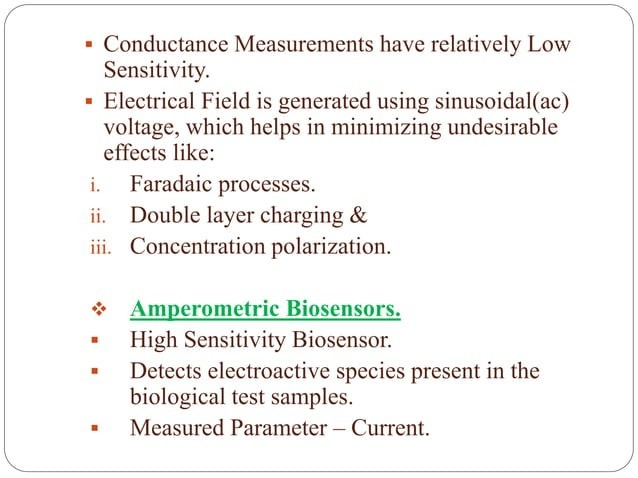 ▪ Conductance Measurements have relatively Low
Sensitivity.
▪ Electrical Field is generated using sinusoidal(ac)
voltage, which helps in minimizing undesirable
effects like:
i. Faradaic processes.
ii. Double layer charging &
iii. Concentration polarization.
❖ Amperometric Biosensors.
▪ High Sensitivity Biosensor.
▪ Detects electroactive species present in the
biological test samples.
▪ Measured Parameter – Current.